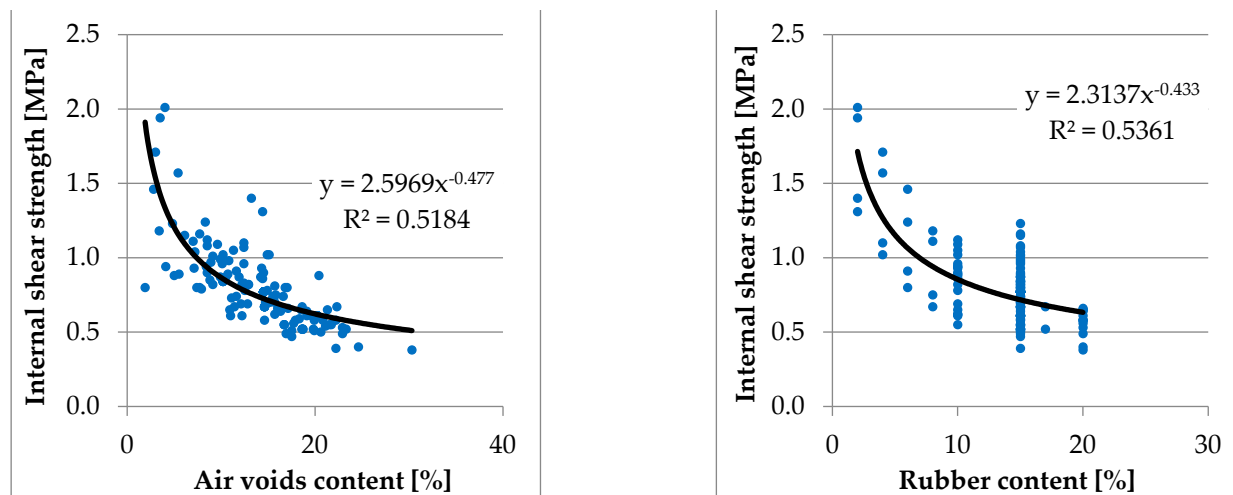 Internal shear strength [MPa]
2.5
2.0
1.5
1.0
0.5
0.0
y = 2.5969x^-0.477
R² = 0.5184
0 20 40
Air voids content [%]
Internal shear strength [MPa]
2.5
2.0
1.5
1.0
0.5
0.0
y = 2.3137x^-0.433
R² = 0.5361
0 10 20 30
Rubber content [%]